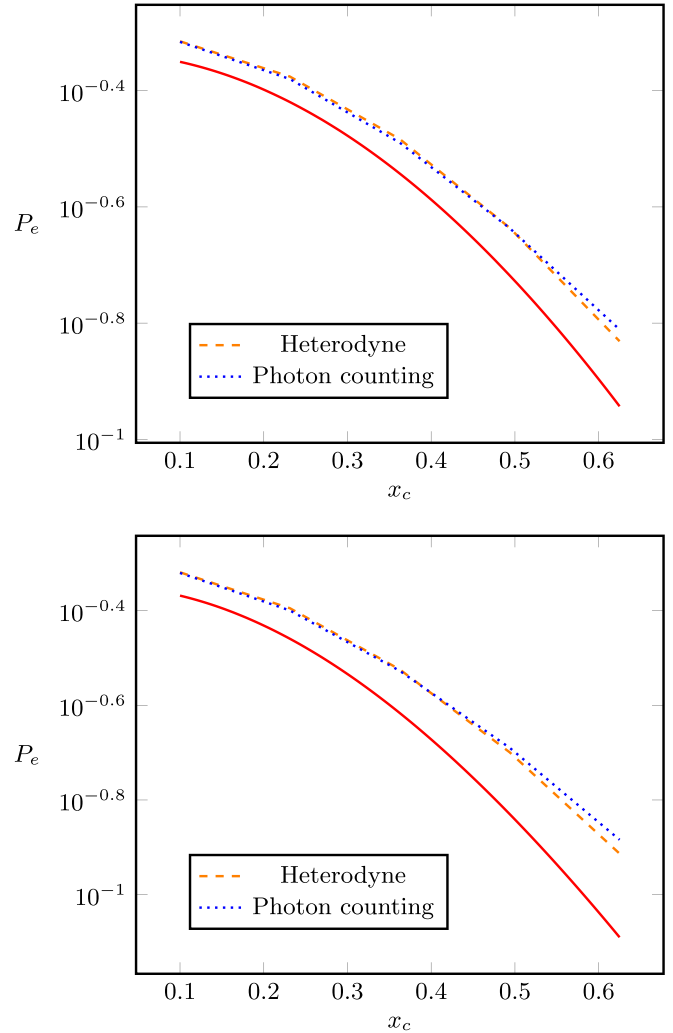 10^{-0.4}
10^{-0.6}
P_e
10^{-0.8}
Heterodyne
Photon counting
10^{-1}
0.1 0.2 0.3 0.4 0.5 0.6
x_c
10^{-0.4}
10^{-0.6}
P_e
10^{-0.8}
Heterodyne
10^{-1}
Photon counting
0.1 0.2 0.3 0.4 0.5 0.6
x_c